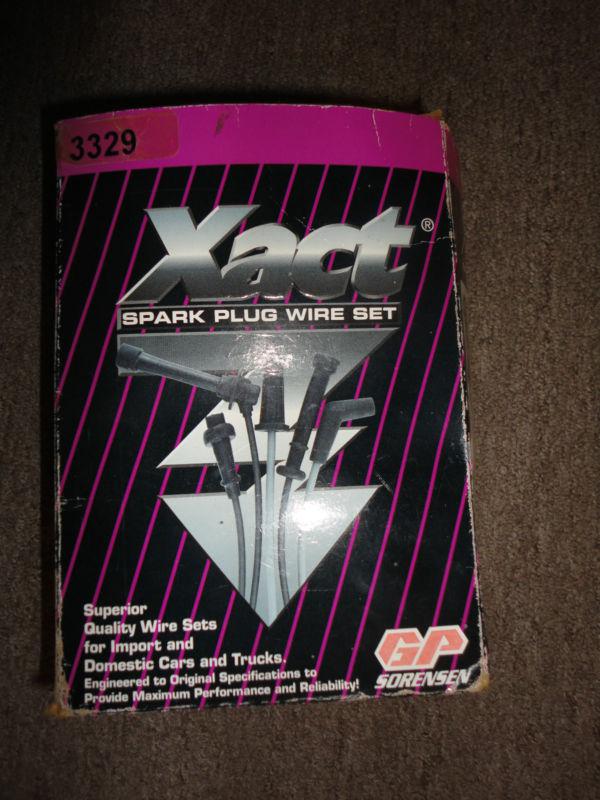 3329
Xact®
SPARK PLUG WIRE SET
Superior
Quality Wire Sets
for Import and
Domestic Cars and Trucks.
Engineered to Original Specifications to
Provide Maximum Performance and Reliability!
GP
SORENSEN